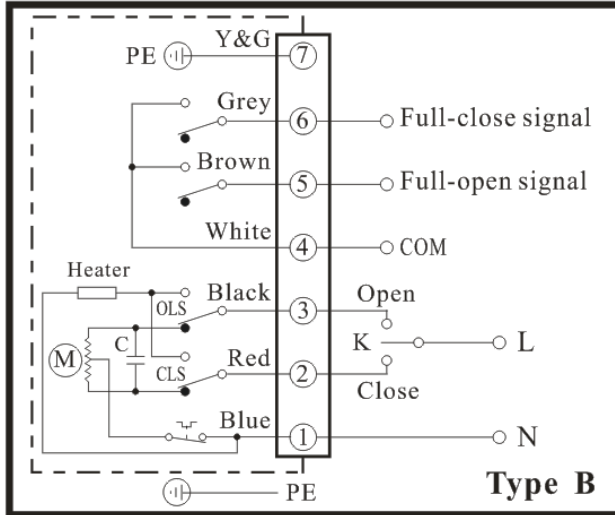 Y&G
PE 7
Grey
6 Full-close signal
Brown
5 Full-open signal
White
4 COM
Heater
OLS Black 3 Open
M C K L
CLS Red 2 Close
Blue 1 N
PE
Type B